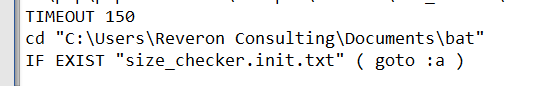 TIMEOUT 150
cd "C:\Users\Reveron Consulting\Documents\bat"
IF EXIST "size_checker.init.txt" ( goto :a )